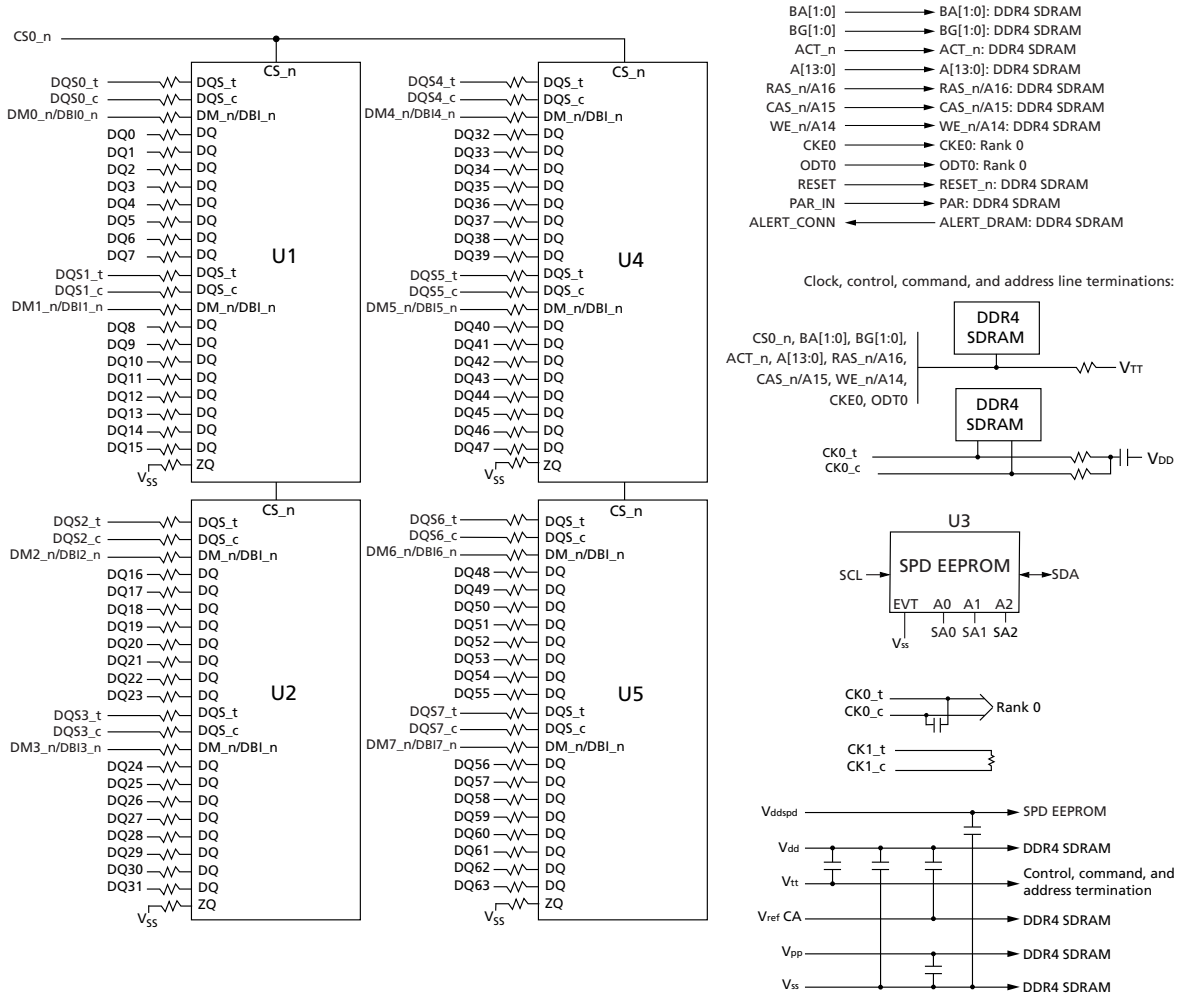 CS0_n
CS_n
DQS0_t DQS_t
DQS0_c DQS_c
DM0_n/DBI0_n DM_n/DBI_n
DQ0 DQ
DQ1 DQ
DQ2 DQ
DQ3 DQ
DQ4 DQ
DQ5 DQ
DQ6 DQ
DQ7 DQ
U1
DQS1_t DQS_t
DQS1_c DQS_c
DM1_n/DBI1_n DM_n/DBI_n
DQ8 DQ
DQ9 DQ
DQ10 DQ
DQ11 DQ
DQ12 DQ
DQ13 DQ
DQ14 DQ
DQ15 DQ
VSS ZQ
CS_n
DQS2_t DQS_t
DQS2_c DQS_c
DM2_n/DBI2_n DM_n/DBI_n
DQ16 DQ
DQ17 DQ
DQ18 DQ
DQ19 DQ
DQ20 DQ
DQ21 DQ
DQ22 DQ
DQ23 DQ
U2
DQS3_t DQS_t
DQS3_c DQS_c
DM3_n/DBI3_n DM_n/DBI_n
DQ24 DQ
DQ25 DQ
DQ26 DQ
DQ27 DQ
DQ28 DQ
DQ29 DQ
DQ30 DQ
DQ31 DQ
VSS ZQ
CS_n
DQS4_t DQS_t
DQS4_c DQS_c
DM4_n/DBI4_n DM_n/DBI_n
DQ32 DQ
DQ33 DQ
DQ34 DQ
DQ35 DQ
DQ36 DQ
DQ37 DQ
DQ38 DQ
DQ39 DQ
U4
DQS5_t DQS_t
DQS5_c DQS_c
DM5_n/DBI5_n DM_n/DBI_n
DQ40 DQ
DQ41 DQ
DQ42 DQ
DQ43 DQ
DQ44 DQ
DQ45 DQ
DQ46 DQ
DQ47 DQ
VSS ZQ
CS_n
DQS6_t DQS_t
DQS6_c DQS_c
DM6_n/DBI6_n DM_n/DBI_n
DQ48 DQ
DQ49 DQ
DQ50 DQ
DQ51 DQ
DQ52 DQ
DQ53 DQ
DQ54 DQ
DQ55 DQ
U5
DQS7_t DQS_t
DQS7_c DQS_c
DM7_n/DBI7_n DM_n/DBI_n
DQ56 DQ
DQ57 DQ
DQ58 DQ
DQ59 DQ
DQ60 DQ
DQ61 DQ
DQ62 DQ
DQ63 DQ
VSS ZQ
BA[1:0] BA[1:0]: DDR4 SDRAM
BG[1:0] BG[1:0]: DDR4 SDRAM
ACT_n ACT_n: DDR4 SDRAM
A[13:0] A[13:0]: DDR4 SDRAM
RAS_n/A16 RAS_n/A16: DDR4 SDRAM
CAS_n/A15 CAS_n/A15: DDR4 SDRAM
WE_n/A14 WE_n/A14: DDR4 SDRAM
CKE0 CKE0: Rank 0
ODT0 ODT0: Rank 0
RESET RESET_n: DDR4 SDRAM
PAR_IN PAR: DDR4 SDRAM
ALERT_CONN ALERT_DRAM: DDR4 SDRAM
Clock, control, command, and address line terminations:
DDR4
SDRAM
CS0_n, BA[1:0], BG[1:0],
ACT_n, A[13:0], RAS_n/A16,
CAS_n/A15, WE_n/A14,
CKE0, ODT0
VTT
DDR4
SDRAM
CK0_t
CK0_c
VDD
U3
SPD EEPROM
SCL SDA
EVT A0 A1 A2
Vss SA0 SA1 SA2
CK0_t
CK0_c
Rank 0
CK1_t
CK1_c
Vddspd SPD EEPROM
Vdd DDR4 SDRAM
Vtt Control, command, and
address termination
Vref CA DDR4 SDRAM
Vpp DDR4 SDRAM
Vss DDR4 SDRAM